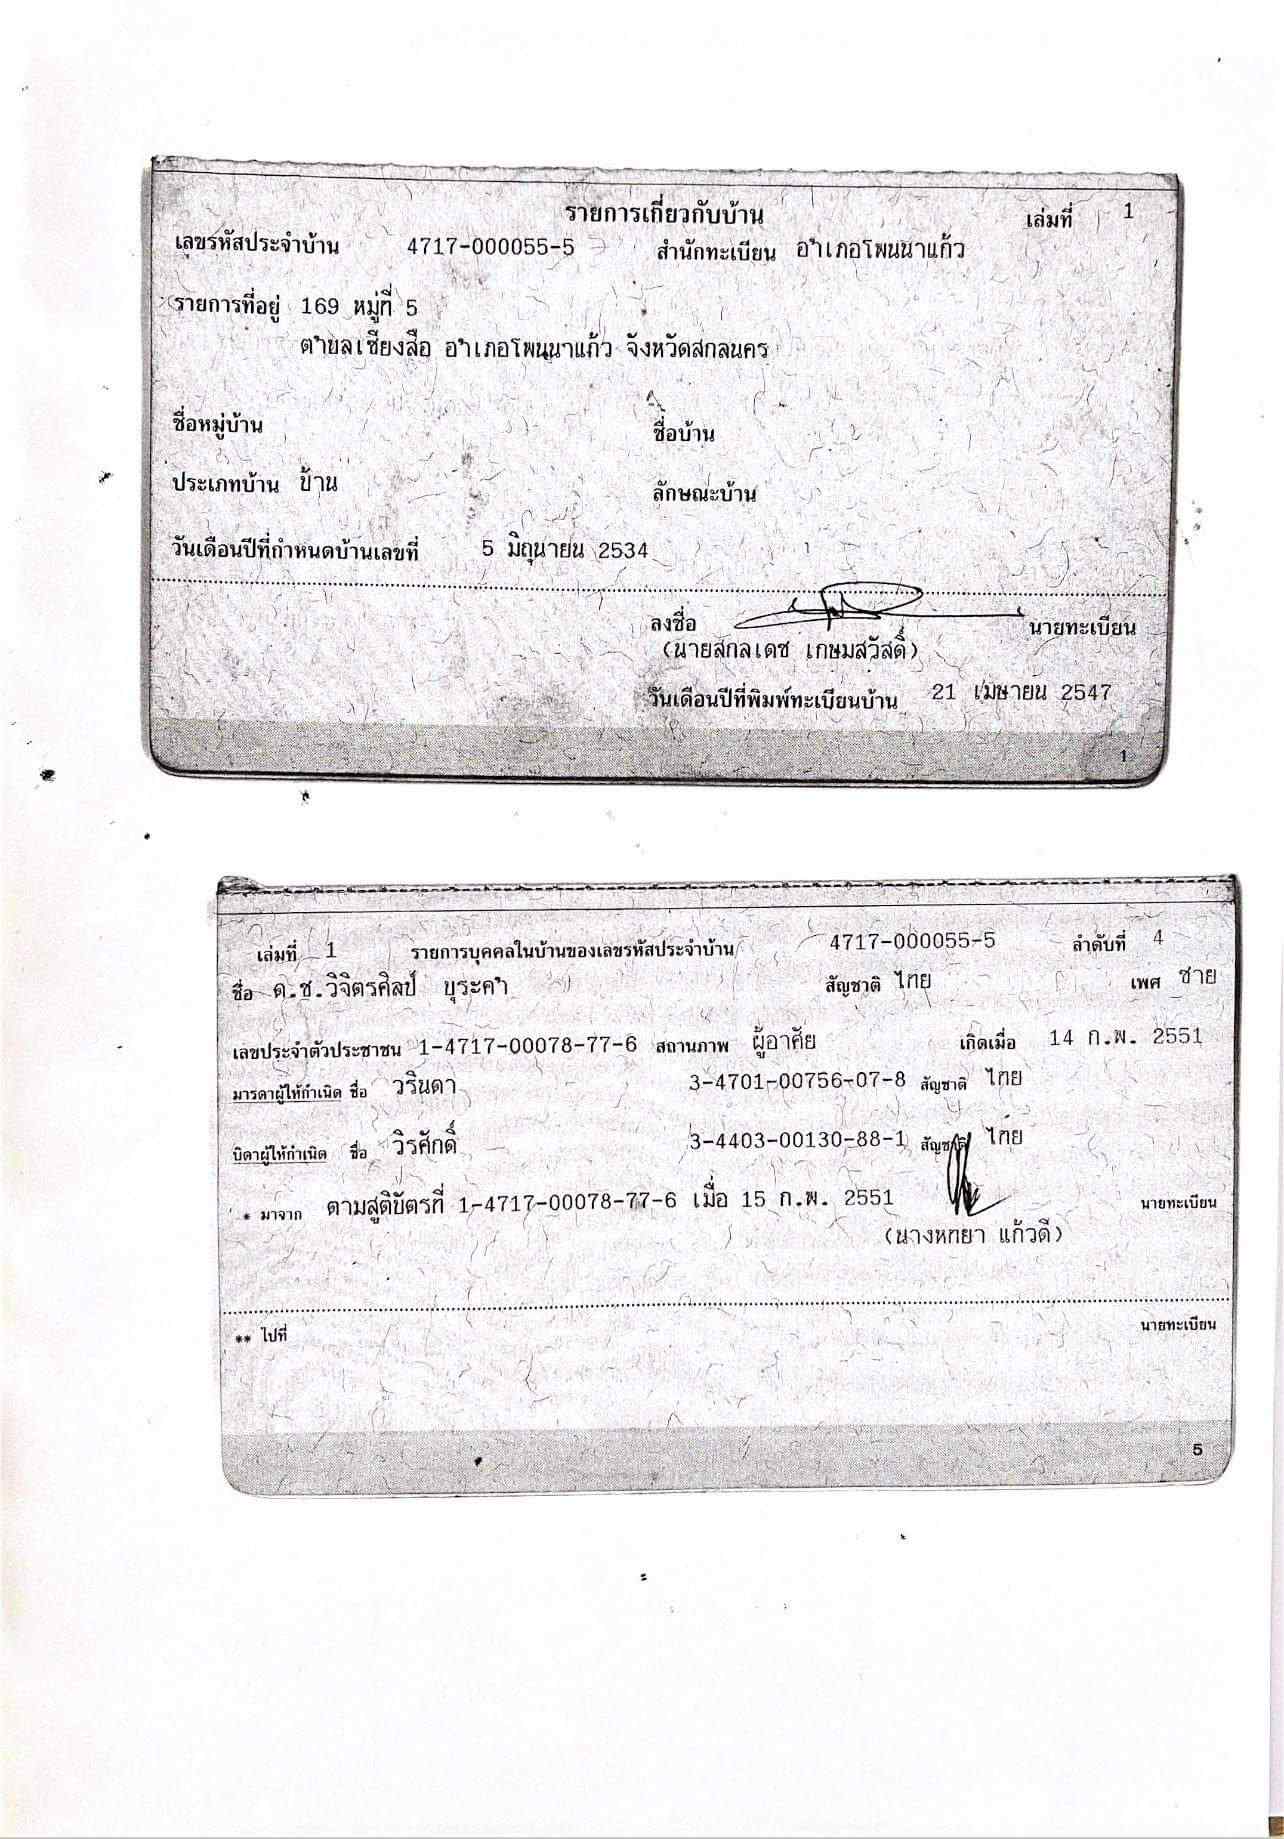 รายการเกี่ยวกับบ้าน เล่มที่ 1
เลขรหัสประจำบ้าน 4717-000055-5 สำนักทะเบียน อำเภอโพนนาแก้ว
รายการที่อยู่ 169 หมู่ที่ 5
ตำบลเชียงสือ อำเภอโพนนาแก้ว จังหวัดสกลนคร
ชื่อหมู่บ้าน ชื่อบ้าน
ประเภทบ้าน บ้าน ลักษณะบ้าน
วันเดือนปีที่กำหนดบ้านเลขที่ 5 มิถุนายน 2534
ลงชื่อ นายทะเบียน
(นายสกลเดช เกษมสวัสดิ์)
วันเดือนปีที่พิมพ์ทะเบียนบ้าน 21 เมษายน 2547
1
เล่มที่ 1 รายการบุคคลในบ้านของเลขรหัสประจำบ้าน 4717-000055-5 ลำดับที่ 4
ชื่อ ด.ช.วิจิตรศิลป์ บุระคำ สัญชาติ ไทย เพศ ชาย
เลขประจำตัวประชาชน 1-4717-00078-77-6 สถานภาพ ผู้อาศัย เกิดเมื่อ 14 ก.พ. 2551
มารดาผู้ให้กำเนิด ชื่อ วรินดา 3-4701-00756-07-8 สัญชาติ ไทย
บิดาผู้ให้กำเนิด ชื่อ วิรศักดิ์ 3-4403-00130-88-1 สัญชาติ ไทย
* มาจาก ตามสูติบัตรที่ 1-4717-00078-77-6 เมื่อ 15 ก.พ. 2551 นายทะเบียน
(นางหทยา แก้วดี)
** ไปที่ นายทะเบียน
5